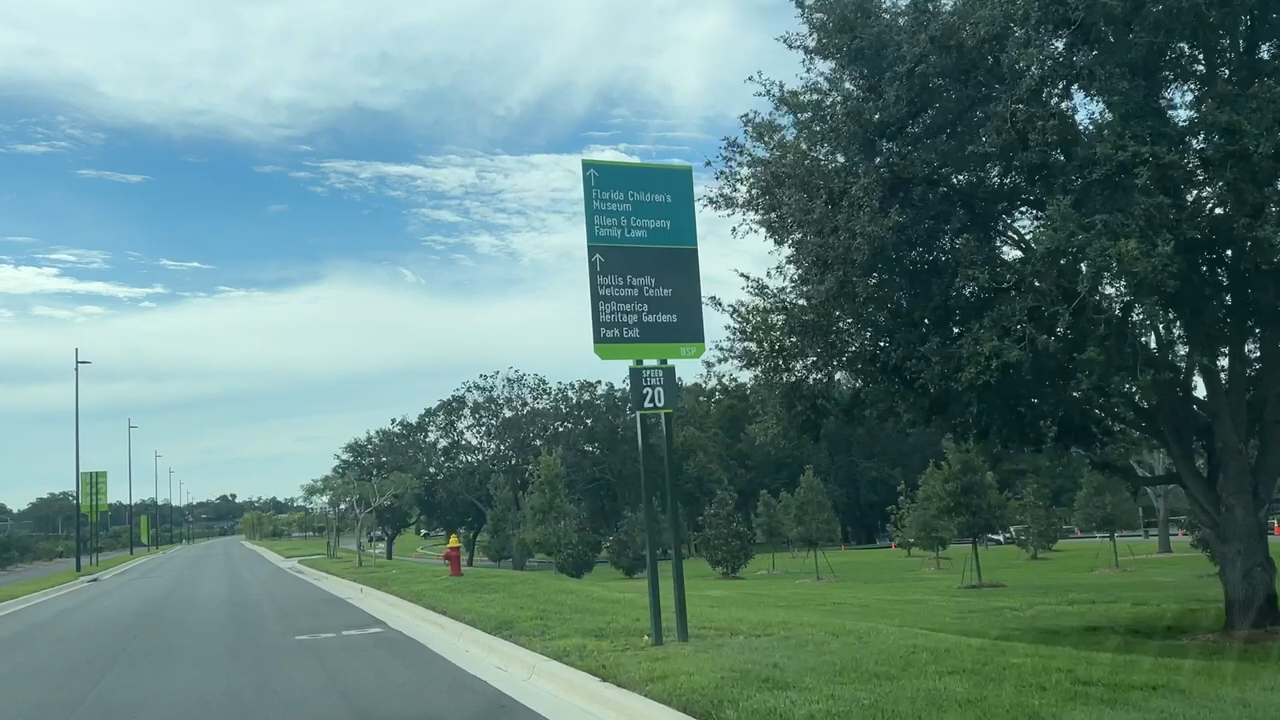 Florida Children's
Museum
Allen & Company
Family Lawn
Hollis Family
Welcome Center
AgAmerica
Heritage Gardens
Park Exit
SPEED
LIMIT
20